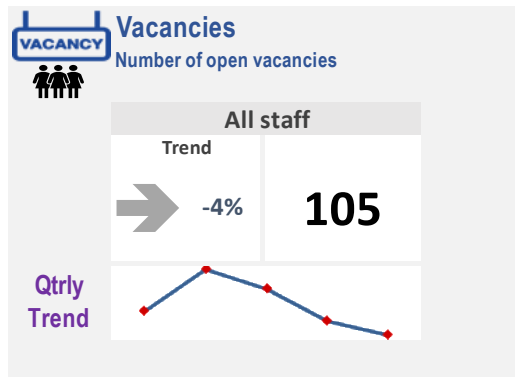 VACANCY
Vacancies
Number of open vacancies
All staff
Trend
-4%
105
Qtrly
Trend